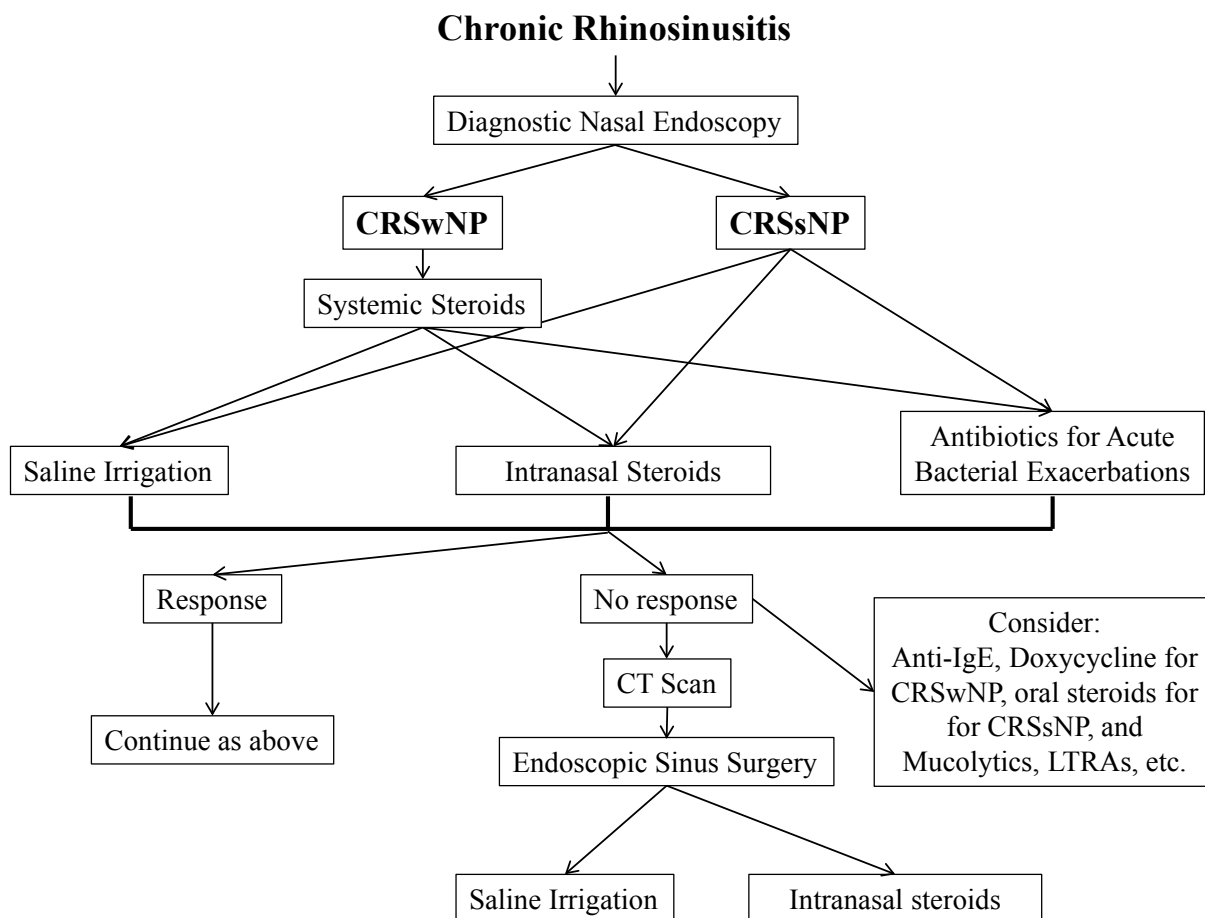 Chronic Rhinosinusitis
Diagnostic Nasal Endoscopy
CRSwNP
CRSsNP
Systemic Steroids
Saline Irrigation
Intranasal Steroids
Antibiotics for Acute
Bacterial Exacerbations
Response
No response
Consider:
Anti-IgE, Doxycycline for
CRSwNP, oral steroids for
for CRSsNP, and
Mucolytics, LTRAs, etc.
CT Scan
Continue as above
Endoscopic Sinus Surgery
Saline Irrigation
Intranasal steroids